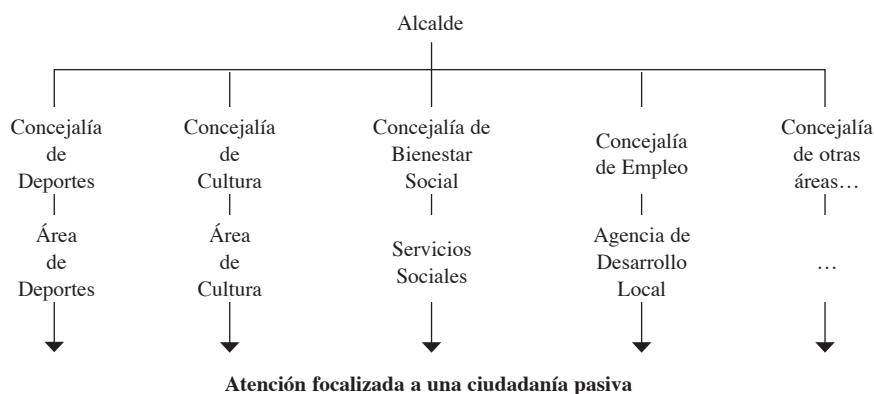 Alcalde
Concejalía
de
Deportes
Concejalía
de
Cultura
Concejalía de
Bienestar
Social
Concejalía
de Empleo
Concejalía
de otras
áreas…
Área
de
Deportes
Área
de
Cultura
Servicios
Sociales
Agencia de
Desarrollo
Local
…
Atención focalizada a una ciudadanía pasiva